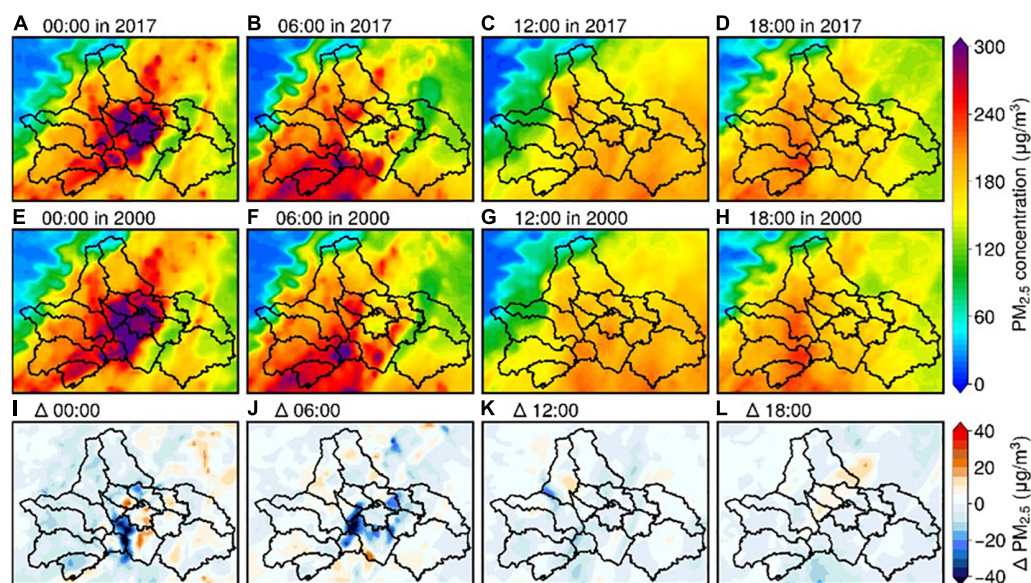 A 00:00 in 2017
B 06:00 in 2017
C 12:00 in 2017
D 18:00 in 2017
300
240
180
120
60
0
PM2.5 concentration (µg/m³)
E 00:00 in 2000
F 06:00 in 2000
G 12:00 in 2000
H 18:00 in 2000
I Δ 00:00
J Δ 06:00
K Δ 12:00
L Δ 18:00
40
20
0
−20
−40
Δ PM2.5 (µg/m³)